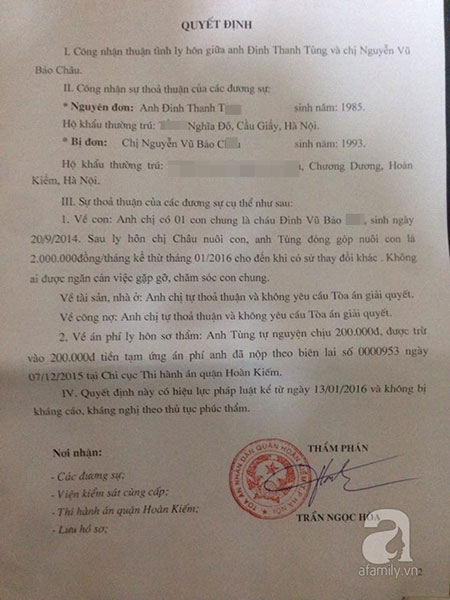 QUYẾT ĐỊNH
I. Công nhận thuận tình ly hôn giữa anh Đinh Thanh Tùng và chị Nguyễn Vũ
Bảo Châu.
II. Công nhận sự thoả thuận của các đương sự:
* Nguyên đơn: Anh Đinh Thanh T sinh năm: 1985.
Hộ khẩu thường trú: Nghĩa Đô, Cầu Giấy, Hà Nội.
* Bị đơn: Chị Nguyễn Vũ Bảo C u sinh năm: 1993.
Hộ khẩu thường trú: , Chương Dương, Hoàn
Kiếm, Hà Nội.
III. Sự thoả thuận của các đương sự cụ thể như sau:
1. Về con: Anh chị có 01 con chung là cháu Đinh Vũ Bảo , sinh ngày
20/9/2014. Sau ly hôn chị Châu nuôi con, anh Tùng đóng góp nuôi con là
2.000.000đồng/tháng kể thừ tháng 01/2016 cho đến khi có sử thay đổi khác . Không
ai được ngăn cản việc gặp gỡ, chăm sóc con chung.
Về tài sản, nhà ở: Anh chị tự thoả thuận và không yêu cầu Tòa án giải quyết.
Về công nợ: Anh chị tự thoả thuận và không yêu cầu Tòa án giải quyết.
2. Về án phí ly hôn sơ thẩm: Anh Tùng tự nguyện chịu 200.000đ, được trừ
vào 200.000đ tiền tạm ứng án phí anh đã nộp theo biên lai số 0000953 ngày
07/12/2015 tại Chi cục Thi hành án quận Hoàn Kiếm.
IV. Quyết định này có hiệu lực pháp luật kể từ ngày 13/01/2016 và không bị
kháng cáo, kháng nghị theo thủ tục phúc thẩm.
Nơi nhận:
- Các đương sự;
- Viện kiểm sát cùng cấp;
- Thi hành án quận Hoàn Kiếm;
- Lưu hồ sơ;
THẨM PHÁN
TOÀ ÁN NHÂN DÂN QUẬN HOÀN KIẾM T.P HÀ NỘI
TRẦN NGỌC HOA
2
a
afamily.vn